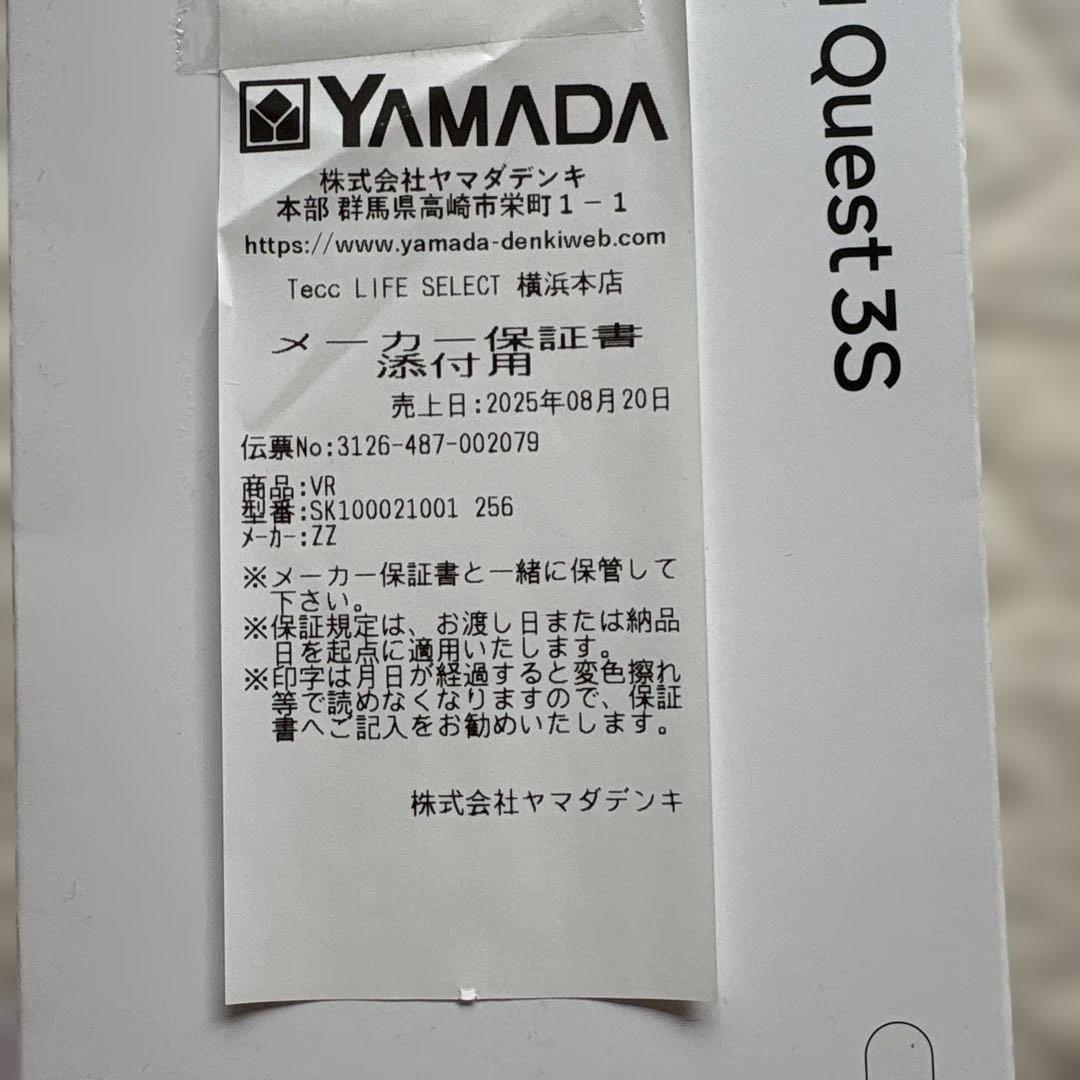 YAMADA
株式会社ヤマダデンキ
本部 群馬県高崎市栄町1-1
https://www.yamada-denkiweb.com
Tecc LIFE SELECT 横浜本店
メーカー保証書
添付用
売上日:2025年08月20日
伝票No:3126-487-002079
商品:VR
型番:SK100021001 256
メーカー:ZZ
※メーカー保証書と一緒に保管して
下さい。
※保証規定は、お渡し日または納品
日を起点に適用いたします。
※印字は月日が経過すると変色擦れ
等で読めなくなりますので、保証
書へご記入をお勧めいたします。
株式会社ヤマダデンキ
Quest 3S